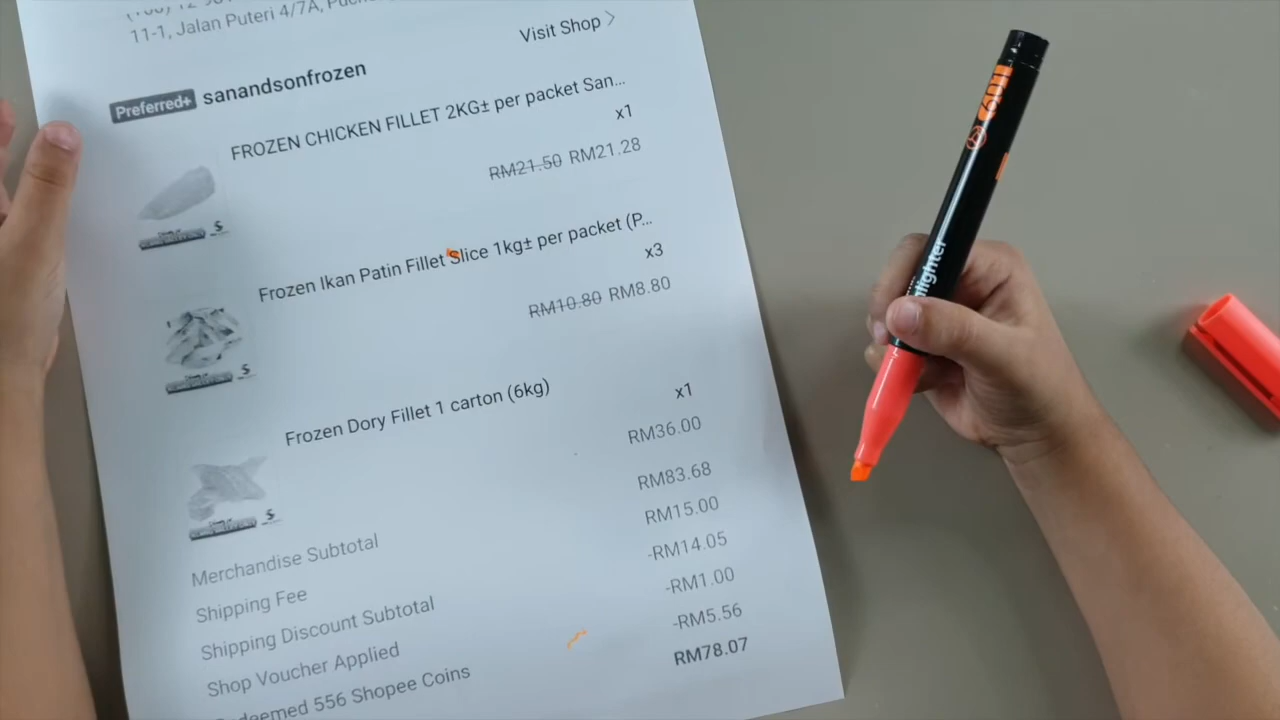 11-1, Jalan Puteri 4/7A,
Visit Shop >
Preferred+ sanandsonfrozen
FROZEN CHICKEN FILLET 2KG± per packet San...
x1
RM21.50 RM21.28
Frozen Ikan Patin Fillet Slice 1kg± per packet (P...
x3
RM10.80 RM8.80
Frozen Dory Fillet 1 carton (6kg)
x1
RM36.00
Merchandise Subtotal RM83.68
Shipping Fee RM15.00
Shipping Discount Subtotal -RM14.05
Shop Voucher Applied -RM1.00
556 Shopee Coins -RM5.56
RM78.07